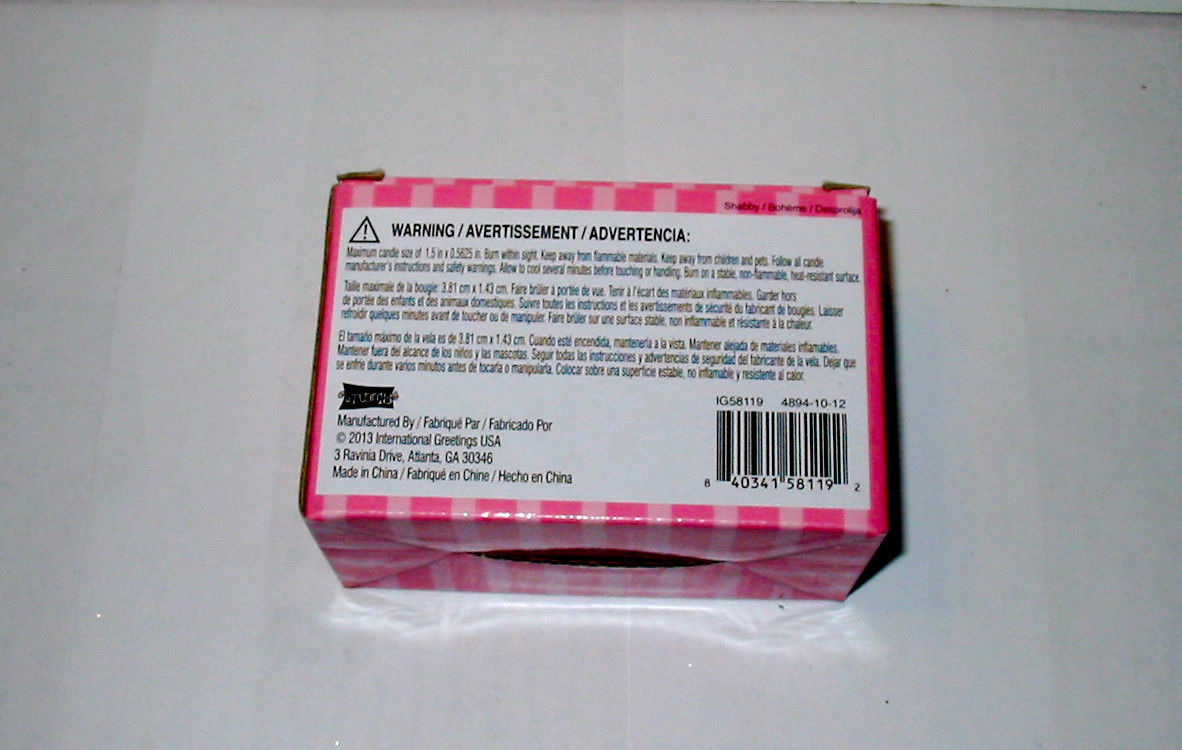 Shabby / Bohème / Desprolija
WARNING / AVERTISSEMENT / ADVERTENCIA:
Maximum candle size of 1.5 in x 0.5625 in. Burn within sight. Keep away from flammable materials. Keep away from children and pets. Follow all candle
manufacturer's instructions and safety warnings. Allow to cool several minutes before touching or handling. Burn on a stable, non-flammable, heat-resistant surface.
Taille maximale de la bougie: 3.81 cm x 1.43 cm. Faire brûler à portée de vue. Tenir à l'écart des matériaux inflammables. Garder hors
de portée des enfants et des animaux domestiques. Suivre toutes les instructions et les avertissements de sécurité du fabricant de bougies. Laisser
refroidir quelques minutes avant de toucher ou de manipuler. Faire brûler sur une surface stable, non inflammable et résistante à la chaleur.
El tamaño máximo de la vela es de 3.81 cm x 1.43 cm. Cuando esté encendida, mantenerla a la vista. Mantener alejada de materiales inflamables.
Mantener fuera del alcance de los niños y las mascotas. Seguir todas las instrucciones y advertencias de seguridad del fabricante de la vela. Dejar que
se enfríe durante varios minutos antes de tocarla o manipularla. Colocar sobre una superficie estable, no inflamable y resistente al calor.
IG58119 4894-10-12
Manufactured By / Fabriqué Par / Fabricado Por
© 2013 International Greetings USA
3 Ravinia Drive, Atlanta, GA 30346
Made in China / Fabriqué en Chine / Hecho en China
8 40341 58119 2